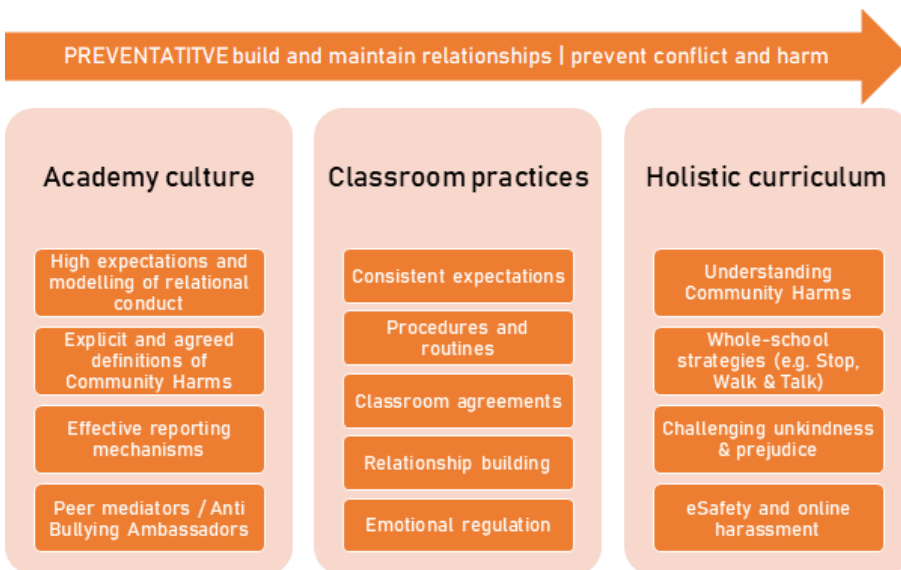 PREVENTATITVE build and maintain relationships | prevent conflict and harm
Academy culture
High expectations and
modelling of relational
conduct
Explicit and agreed
definitions of
Community Harms
Effective reporting
mechanisms
Peer mediators / Anti
Bullying Ambassadors
Classroom practices
Consistent expectations
Procedures and
routines
Classroom agreements
Relationship building
Emotional regulation
Holistic curriculum
Understanding
Community Harms
Whole-school
strategies (e.g. Stop,
Walk & Talk)
Challenging unkindness
& prejudice
eSafety and online
harassment